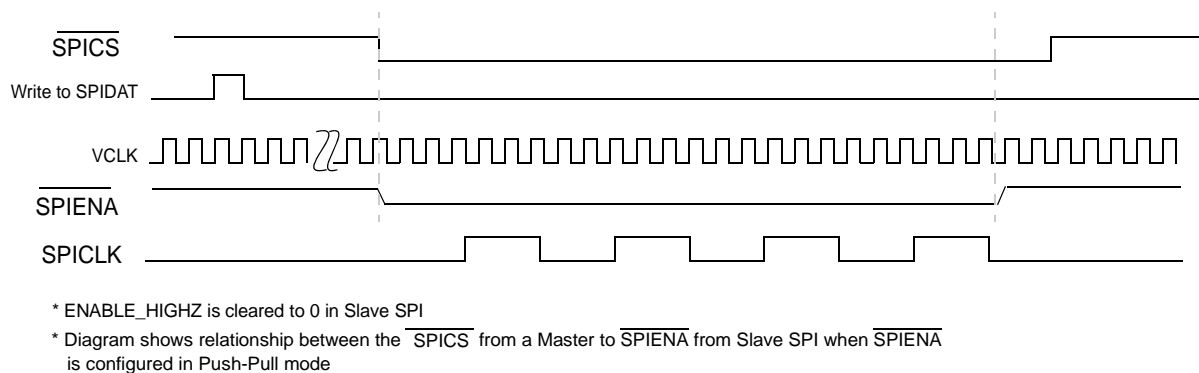 SPICS
Write to SPIDAT
VCLK
SPIENA
SPICLK
* ENABLE_HIGHZ is cleared to 0 in Slave SPI
* Diagram shows relationship between the SPICS from a Master to SPIENA from Slave SPI when SPIENA
is configured in Push-Pull mode